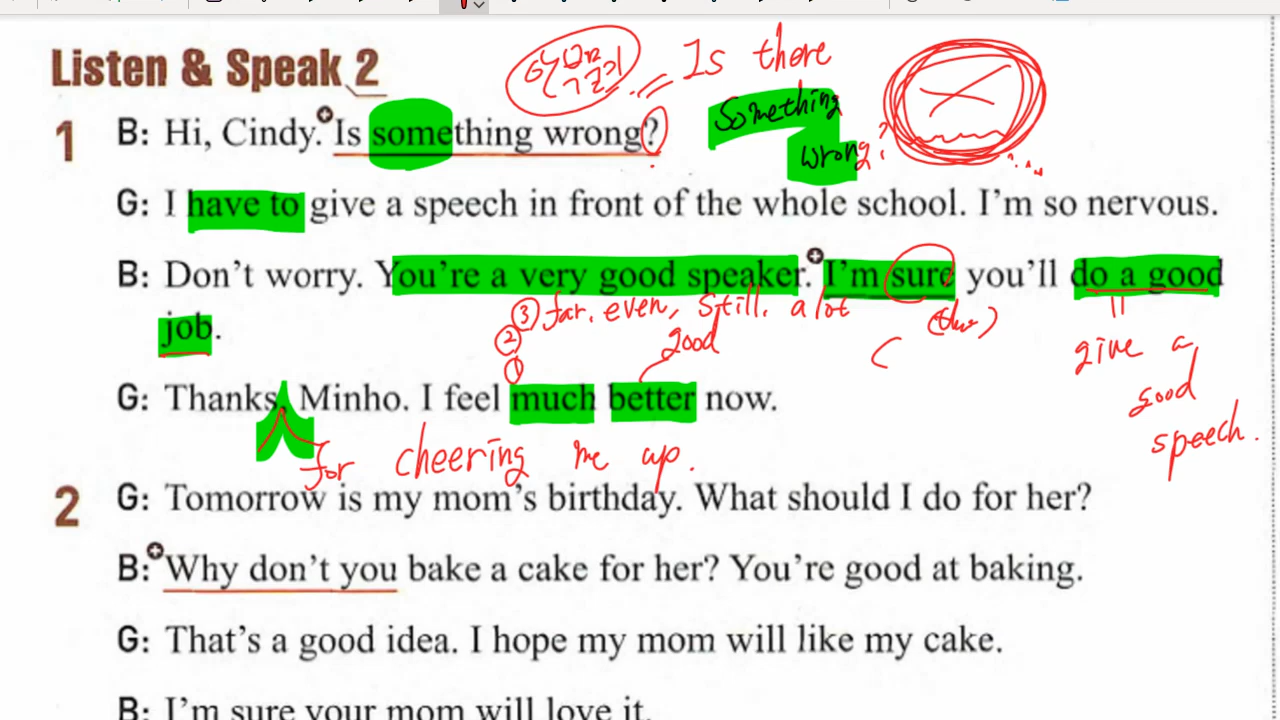 Listen & Speak 2
Is there
something
wrong?
1 B: Hi, Cindy. Is something wrong?
G: I have to give a speech in front of the whole school. I'm so nervous.
B: Don't worry. You're a very good speaker. I'm sure you'll do a good
job.
③ far, even, still, a lot
②
①
good
give a
good
speech.
G: Thanks, Minho. I feel much better now.
for cheering me up.
2 G: Tomorrow is my mom's birthday. What should I do for her?
B: Why don't you bake a cake for her? You're good at baking.
G: That's a good idea. I hope my mom will like my cake.
B: I'm sure your mom will love it.